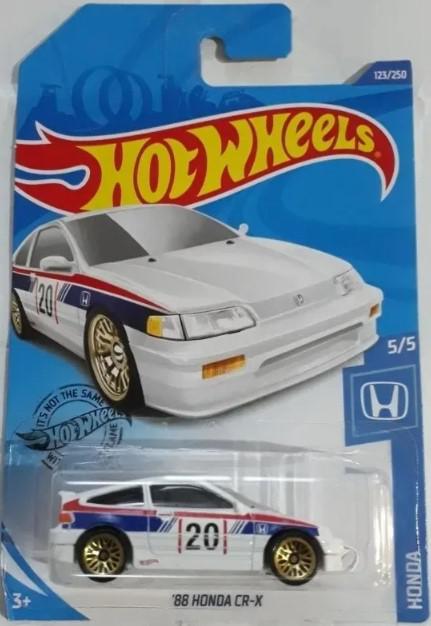 123/250
HOT WHEELS
20
5/5
IT'S NOT THE SAME
HOT WHEELS
20
'88 HONDA CR-X
3+
HONDA